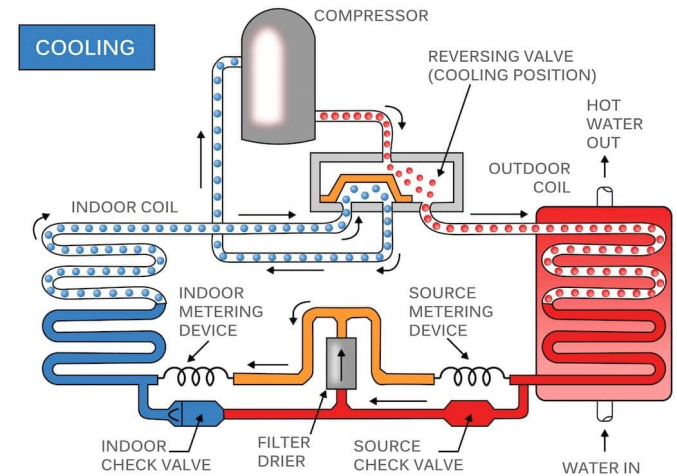 COOLING
COMPRESSOR
REVERSING VALVE
(COOLING POSITION)
HOT
WATER
OUT
OUTDOOR
COIL
INDOOR COIL
INDOOR
METERING
DEVICE
SOURCE
METERING
DEVICE
INDOOR
CHECK VALVE
FILTER
DRIER
SOURCE
CHECK VALVE
WATER IN